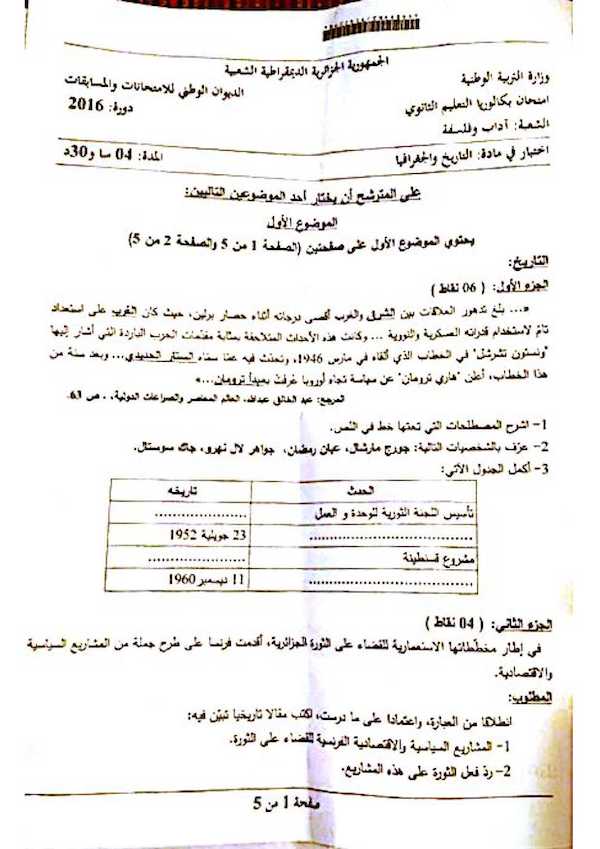 الجمهورية الجزائرية الديمقراطية الشعبية
وزارة التربية الوطنية
الديوان الوطني للامتحانات والمسابقات
امتحان بكالوريا التعليم الثانوي
دورة: 2016
الشعبة: آداب وفلسفة
اختبار في مادة: التاريخ والجغرافيا
المدة: 04 سا و30د
على المترشح أن يختار أحد الموضوعين التاليين:
الموضوع الأول
يحتوي الموضوع الأول على صفحتين (الصفحة 1 من 5 والصفحة 2 من 5)
التاريخ:
الجزء الأول: ( 06 نقاط )
«... بلغ تدهور العلاقات بين الشرق والغرب أقصى درجاته أثناء حصار برلين، حيث كان الغرب على استعداد
تام لاستخدام قدراته العسكرية والنووية ... وكانت هذه الأحداث المتلاحقة بمثابة مقدمات الحرب الباردة التي أشار إليها
"ونستون تشرشل" في الخطاب الذي ألقاه في مارس 1946، وتحدث فيه عما سماه الستار الحديدي... وبعد سنة من
هذا الخطاب، أعلن "هاري ترومان" عن سياسة تجاه أوروبا عرفت بمبدأ ترومان...»
المرجع: عبد الخالق عبدالله، العالم المعاصر والصراعات الدولية، . ص 63.
1- اشرح المصطلحات التي تحتها خط في النص.
2- عرّف بالشخصيات التالية: جورج مارشال، عبان رمضان، جواهر لال نهرو، جاك سوستال.
3- أكمل الجدول الآتي:
الحدث تاريخه
تأسيس اللجنة الثورية للوحدة و العمل ....................
.................................... 23 جويلية 1952
مشروع قسنطينة ....................
.................................... 11 ديسمبر 1960
الجزء الثاني: ( 04 نقاط )
في إطار مخططاتها الاستعمارية للقضاء على الثورة الجزائرية، أقدمت فرنسا على طرح جملة من المشاريع السياسية
والاقتصادية.
المطلوب:
انطلاقا من العبارة، واعتمادا على ما درست، اكتب مقالا تاريخيا تبيّن فيه:
1- المشاريع السياسية والاقتصادية الفرنسية للقضاء على الثورة.
2- ردّ فعل الثورة على هذه المشاريع.
صفحة 1 من 5